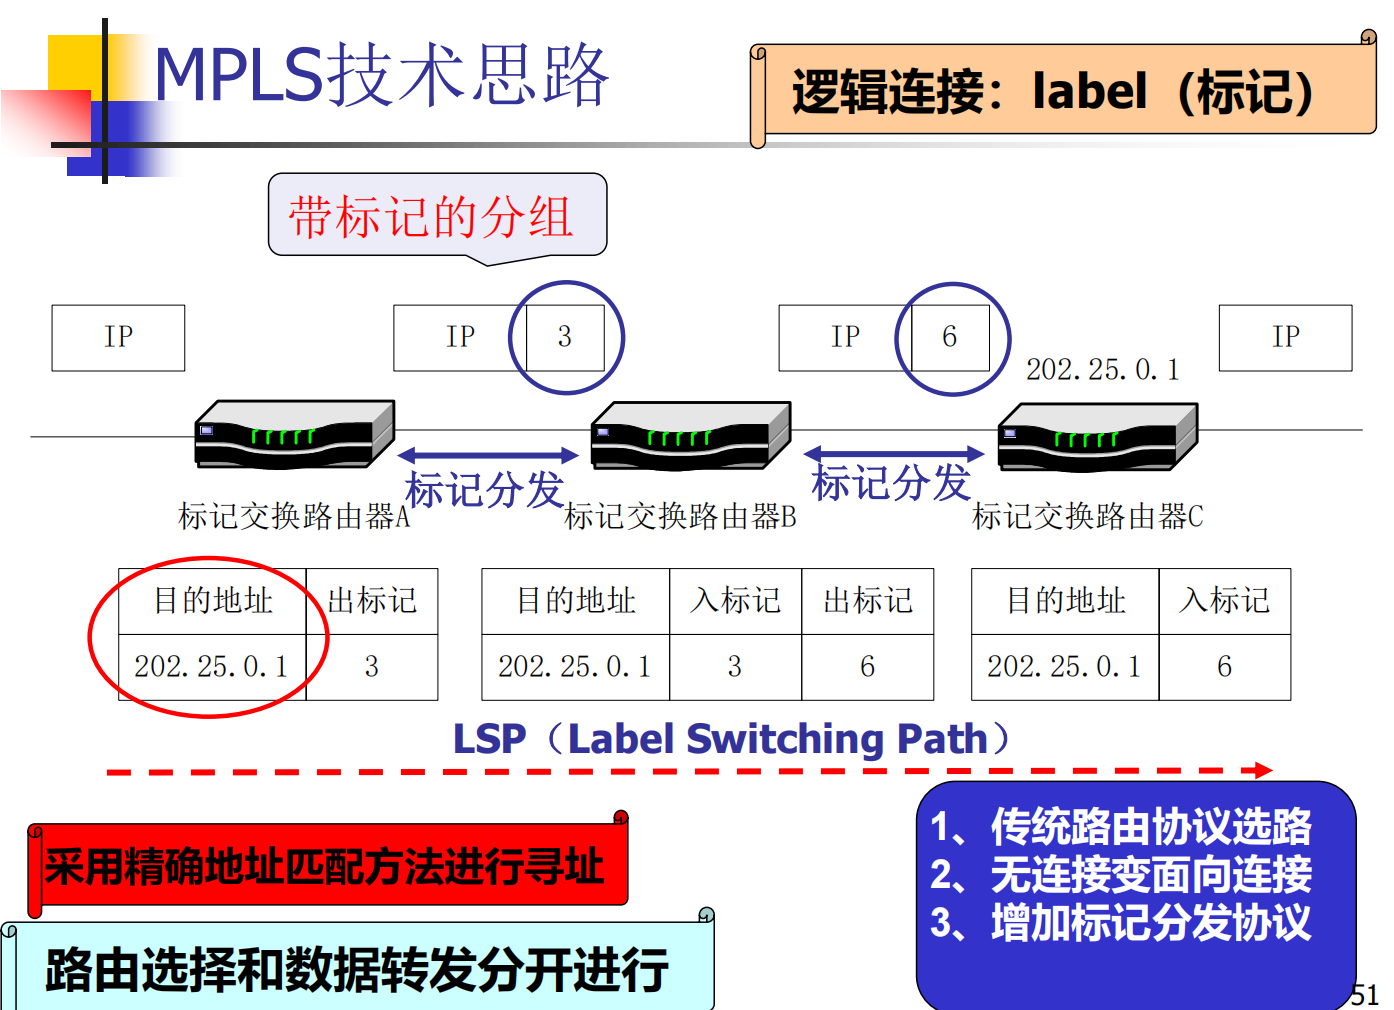 MPLS技术思路
逻辑连接：label（标记）
带标记的分组
IP
IP 3
IP 6
IP
202.25.0.1
标记分发
标记分发
标记交换路由器A
标记交换路由器B
标记交换路由器C
目的地址 出标记
202.25.0.1 3
目的地址 入标记 出标记
202.25.0.1 3 6
目的地址 入标记
202.25.0.1 6
LSP（Label Switching Path）
采用精确地址匹配方法进行寻址
路由选择和数据转发分开进行
1、传统路由协议选路
2、无连接变面向连接
3、增加标记分发协议
51